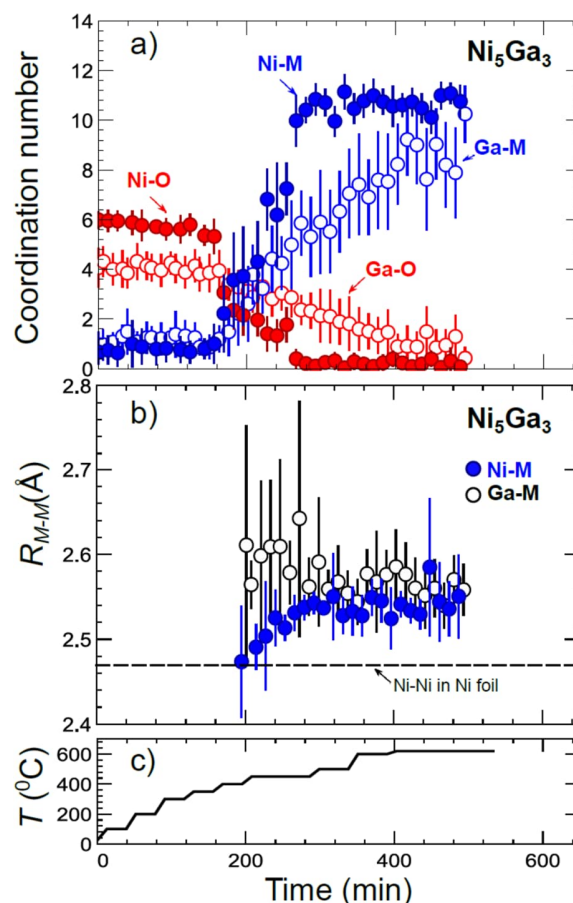 a)
Ni₅Ga₃
Ni-M
Ga-M
Ni-O
Ga-O
Coordination number
14
12
10
8
6
4
2
0
b)
Ni₅Ga₃
Ni-M
Ga-M
R_M-M(Å)
2.8
2.7
2.6
2.5
2.4
Ni-Ni in Ni foil
c)
T (⁰C)
600
400
200
0
0 200 400 600
Time (min)